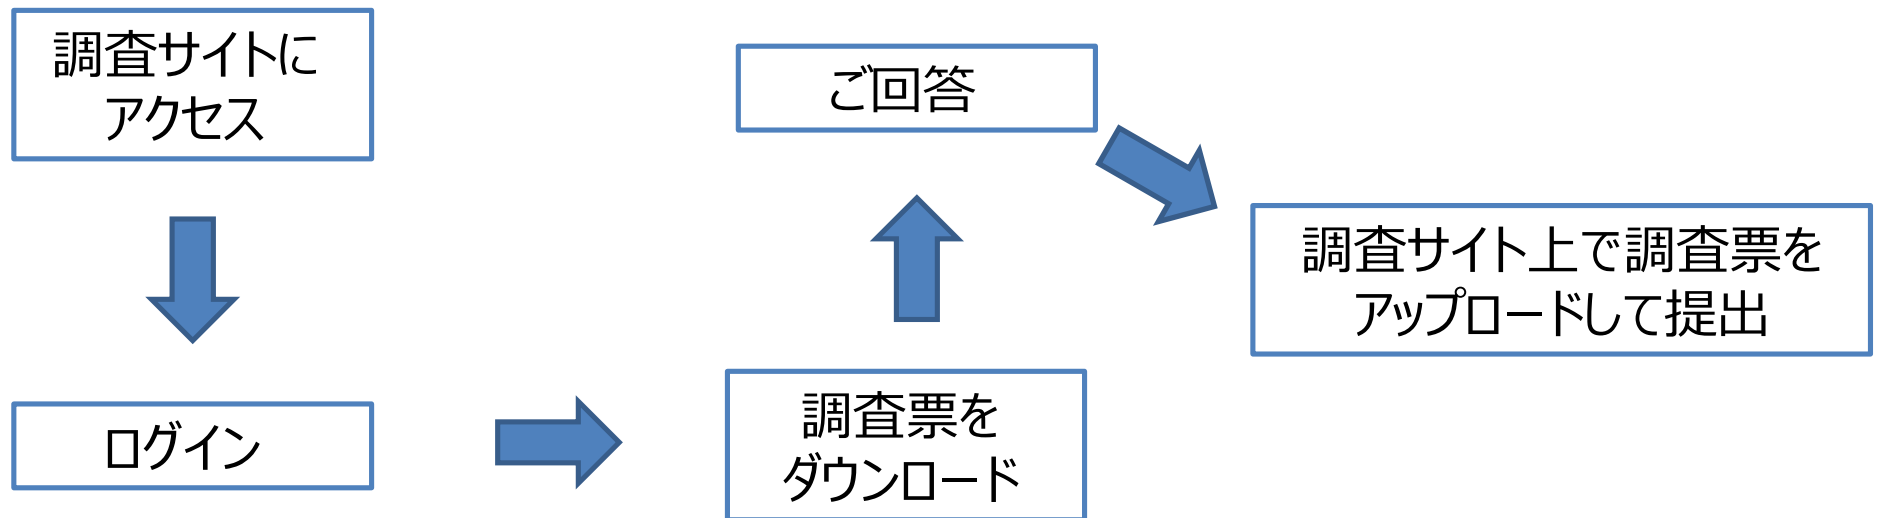 調査サイトに
アクセス
ログイン
調査票を
ダウンロード
ご回答
調査サイト上で調査票を
アップロードして提出